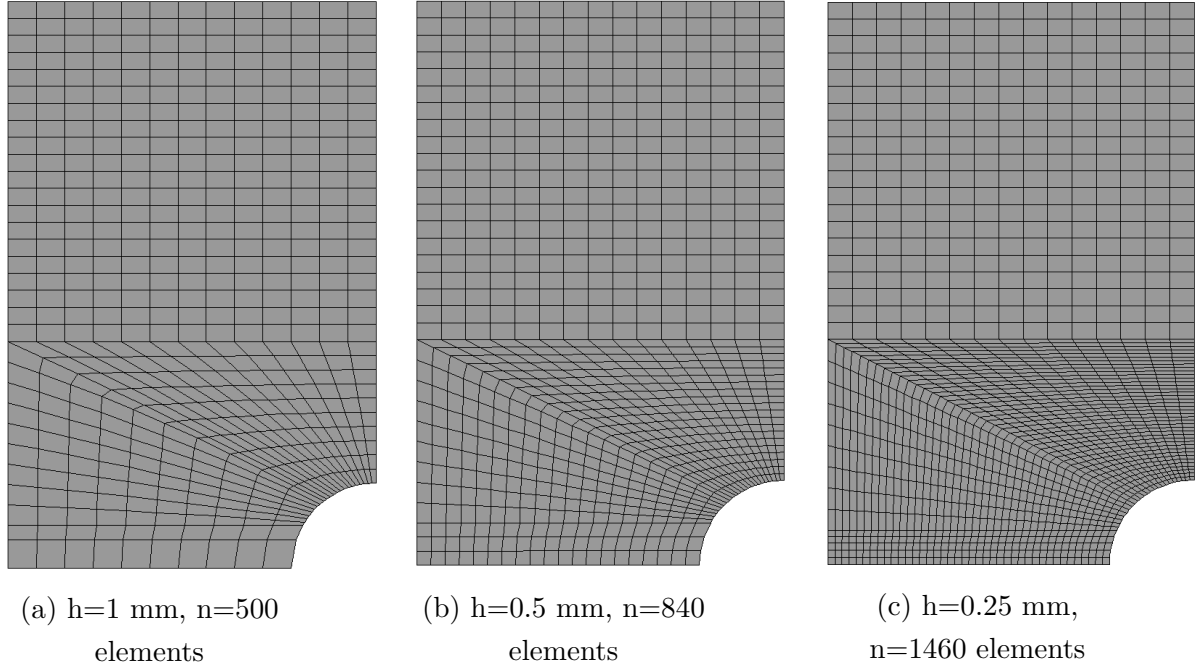 (a) h=1 mm, n=500
elements
(b) h=0.5 mm, n=840
elements
(c) h=0.25 mm,
n=1460 elements